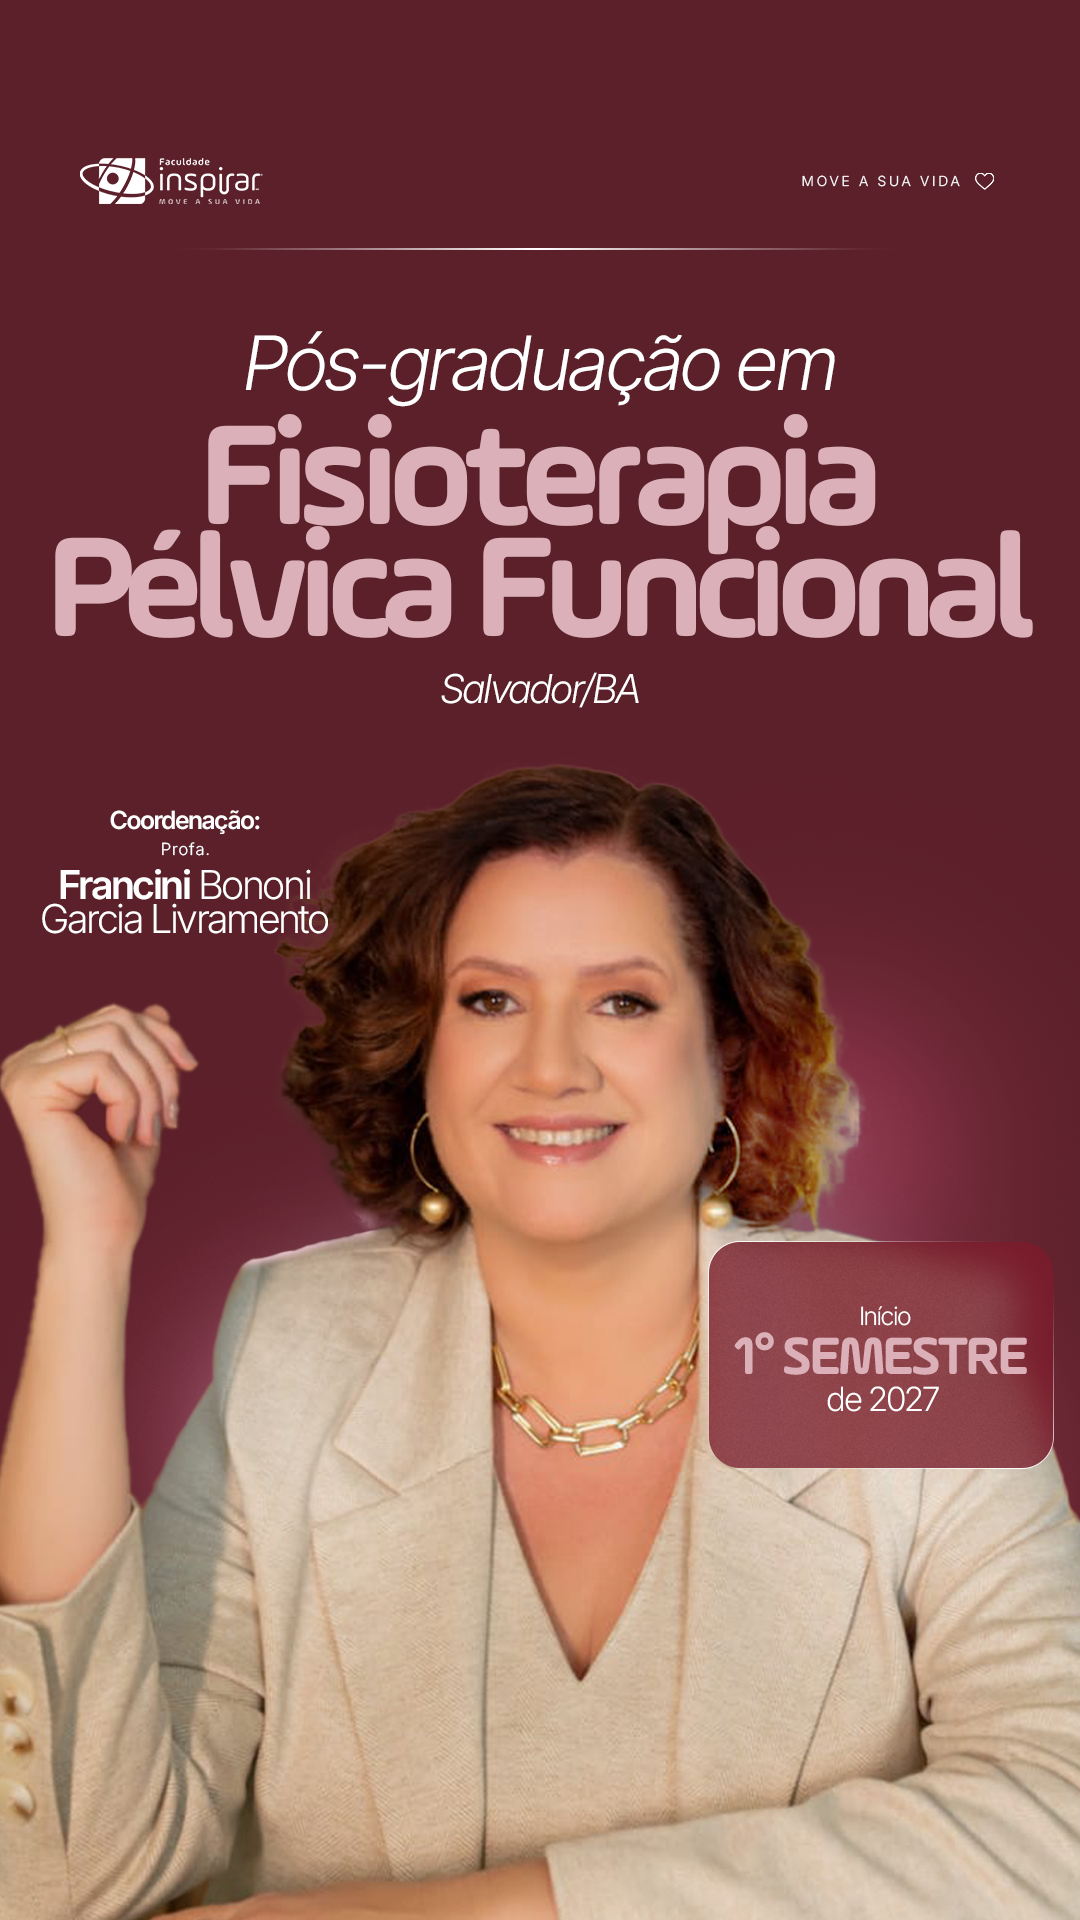 Faculdade
inspirar
MOVE A SUA VIDA
MOVE A SUA VIDA
Pós-graduação em
Fisioterapia
Pélvica Funcional
Salvador/BA
Coordenação:
Profa.
Francini Bononi
Garcia Livramento
Início
1° SEMESTRE
de 2027